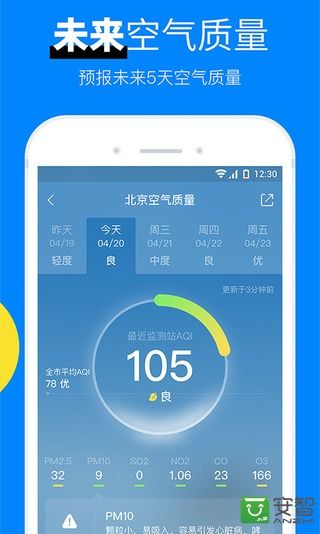 未来空气质量
预报未来5天空气质量
12:30
北京空气质量
昨天 今天 周三 周四 周五
04/19 04/20 04/21 04/22 04/23
轻度 良 中度 良 优
更新于3分钟前
最近监测站AQI
105
良
全市平均AQI
78 优
PM2.5 PM10 SO2 NO2 CO O3
32 9 0 19 23 166
PM10
颗粒小、易吸入，容易引发心脏病、哮
安智
ANZHI